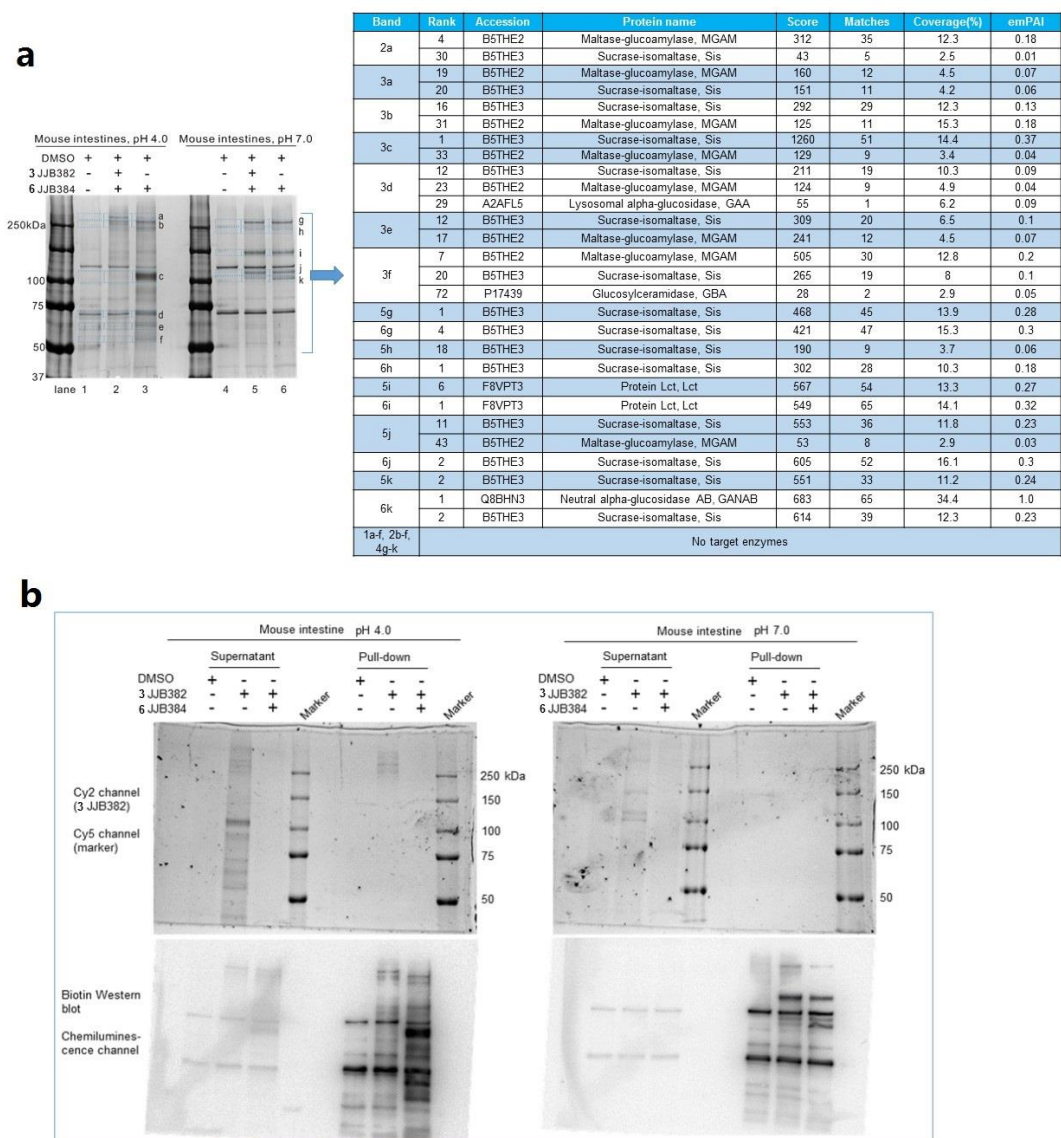 a
Mouse intestines, pH 4.0 Mouse intestines, pH 7.0
DMSO + + + + + +
3 JJB382 - + - - + -
6 JJB384 - + + - + +
250kDa
100
75
50
37
a
b
c
d
e
f
g
h
i
j
k
lane 1 2 3 4 5 6
Band Rank Accession Protein name Score Matches Coverage(%) emPAI
2a 4 B5THE2 Maltase-glucoamylase, MGAM 312 35 12.3 0.18
30 B5THE3 Sucrase-isomaltase, Sis 43 5 2.5 0.01
3a 19 B5THE2 Maltase-glucoamylase, MGAM 160 12 4.5 0.07
20 B5THE3 Sucrase-isomaltase, Sis 151 11 4.2 0.06
3b 16 B5THE3 Sucrase-isomaltase, Sis 292 29 12.3 0.13
31 B5THE2 Maltase-glucoamylase, MGAM 125 11 15.3 0.18
3c 1 B5THE3 Sucrase-isomaltase, Sis 1260 51 14.4 0.37
33 B5THE2 Maltase-glucoamylase, MGAM 129 9 3.4 0.04
3d 12 B5THE3 Sucrase-isomaltase, Sis 211 19 10.3 0.09
23 B5THE2 Maltase-glucoamylase, MGAM 124 9 4.9 0.04
29 A2AFL5 Lysosomal alpha-glucosidase, GAA 55 1 6.2 0.09
3e 12 B5THE3 Sucrase-isomaltase, Sis 309 20 6.5 0.1
17 B5THE2 Maltase-glucoamylase, MGAM 241 12 4.5 0.07
3f 7 B5THE2 Maltase-glucoamylase, MGAM 505 30 12.8 0.2
20 B5THE3 Sucrase-isomaltase, Sis 265 19 8 0.1
72 P17439 Glucosylceramidase, GBA 28 2 2.9 0.05
5g 1 B5THE3 Sucrase-isomaltase, Sis 468 45 13.9 0.28
6g 4 B5THE3 Sucrase-isomaltase, Sis 421 47 15.3 0.3
5h 18 B5THE3 Sucrase-isomaltase, Sis 190 9 3.7 0.06
6h 1 B5THE3 Sucrase-isomaltase, Sis 302 28 10.3 0.18
5i 6 F8VPT3 Protein Lct, Lct 567 54 13.3 0.27
6i 1 F8VPT3 Protein Lct, Lct 549 65 14.1 0.32
5j 11 B5THE3 Sucrase-isomaltase, Sis 553 36 11.8 0.23
43 B5THE2 Maltase-glucoamylase, MGAM 53 8 2.9 0.03
6j 2 B5THE3 Sucrase-isomaltase, Sis 605 52 16.1 0.3
5k 2 B5THE3 Sucrase-isomaltase, Sis 551 33 11.2 0.24
6k 1 Q8BHN3 Neutral alpha-glucosidase AB, GANAB 683 65 34.4 1.0
2 B5THE3 Sucrase-isomaltase, Sis 614 39 12.3 0.23
1a-f, 2b-f, 4g-k No target enzymes
b
Mouse intestine pH 4.0
Supernatant Pull-down
DMSO + - - + - -
3 JJB382 - + + - + +
6 JJB384 - - + - - +
Marker Marker
Cy2 channel
(3 JJB382)
Cy5 channel
(marker)
250 kDa
150
100
75
50
Biotin Western
blot
Chemilumines-
cence channel
Mouse intestine pH 7.0
Supernatant Pull-down
DMSO + - - + - -
3 JJB382 - + + - + +
6 JJB384 - - + - - +
Marker Marker
250 kDa
150
100
75
50